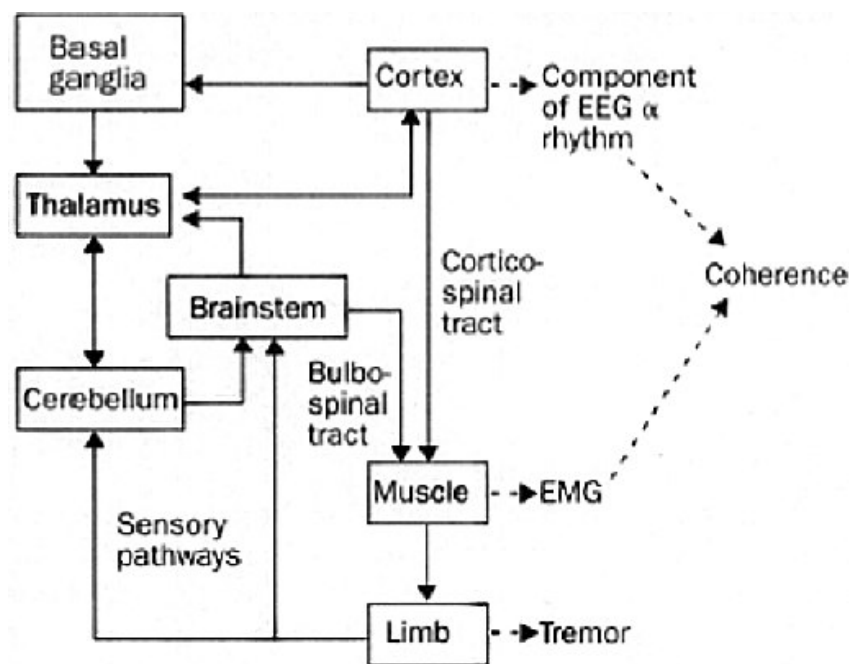 Basal
ganglia
Cortex
Component
of EEG α
rhythm
Thalamus
Cortico-
spinal
tract
Coherence
Brainstem
Bulbo-
spinal
tract
Cerebellum
Muscle
EMG
Sensory
pathways
Limb
Tremor